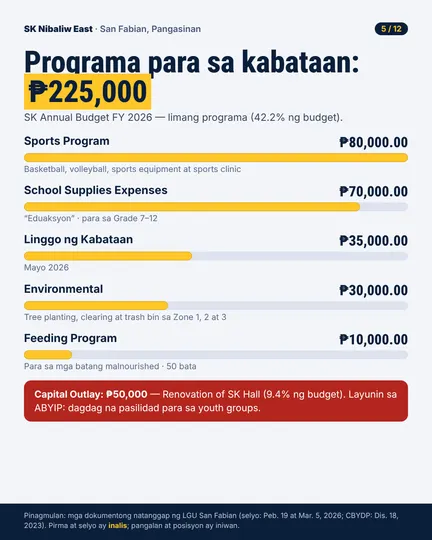 SK Nibaliw East · San Fabian, Pangasinan
5 / 12
Programa para sa kabataan:
₱225,000
SK Annual Budget FY 2026 — limang programa (42.2% ng budget).
Sports Program ₱80,000.00
Basketball, volleyball, sports equipment at sports clinic
School Supplies Expenses ₱70,000.00
“Eduaksyon” · para sa Grade 7–12
Linggo ng Kabataan ₱35,000.00
Mayo 2026
Environmental ₱30,000.00
Tree planting, clearing at trash bin sa Zone 1, 2 at 3
Feeding Program ₱10,000.00
Para sa mga batang malnourished · 50 bata
Capital Outlay: ₱50,000 — Renovation of SK Hall (9.4% ng budget). Layunin sa
ABYIP: dagdag na pasilidad para sa youth groups.
Pinagmulan: mga dokumentong natanggap ng LGU San Fabian (selyo: Peb. 19 at Mar. 5, 2026; CBYDP: Dis. 18,
2023). Pirma at selyo ay inalis; pangalan at posisyon ay iniwan.